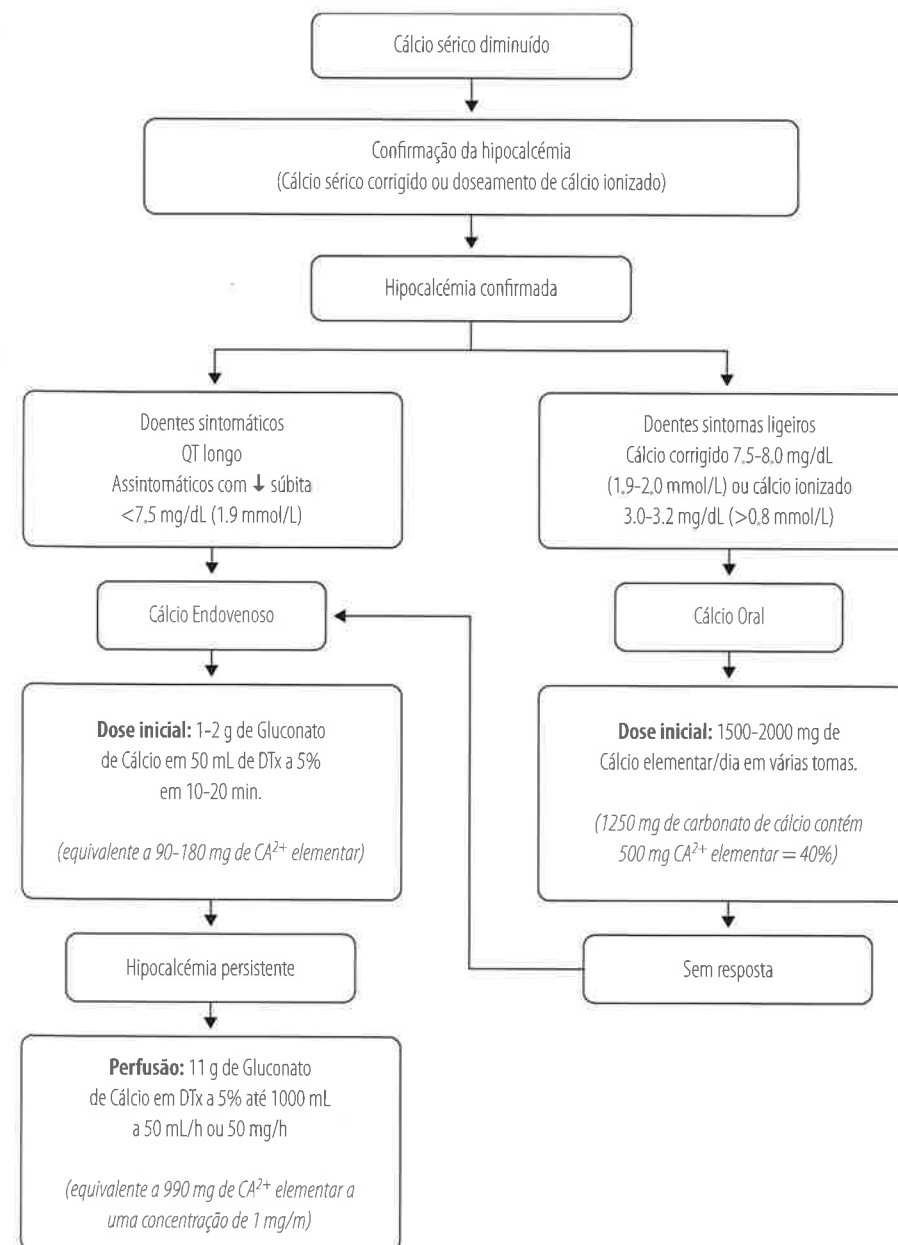 Cálcio sérico diminuído
Confirmação da hipocalcémia
(Cálcio sérico corrigido ou doseamento de cálcio ionizado)
Hipocalcémia confirmada
Doentes sintomáticos
QT longo
Assintomáticos com ↓ súbita
<7.5 mg/dL (1.9 mmol/L)
Doentes sintomas ligeiros
Cálcio corrigido 7.5-8.0 mg/dL
(1.9-2.0 mmol/L) ou cálcio ionizado
3.0-3.2 mg/dL (>0.8 mmol/L)
Cálcio Endovenoso
Cálcio Oral
Dose inicial: 1-2 g de Gluconato
de Cálcio em 50 mL de DTx a 5%
em 10-20 min.
(equivalente a 90-180 mg de CA²⁺ elementar)
Dose inicial: 1500-2000 mg de
Cálcio elementar/dia em várias tomas.
(1250 mg de carbonato de cálcio contém
500 mg CA²⁺ elementar = 40%)
Hipocalcémia persistente
Sem resposta
Perfusão: 11 g de Gluconato
de Cálcio em DTx a 5% até 1000 mL
a 50 mL/h ou 50 mg/h
(equivalente a 990 mg de CA²⁺ elementar a
uma concentração de 1 mg/m)